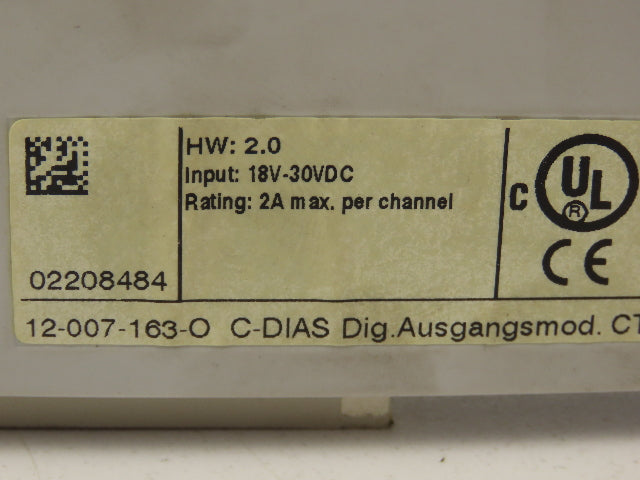 HW: 2.0
Input: 18V-30VDC
Rating: 2A max. per channel
C UL
®
CE
02208484
12-007-163-O C-DIAS Dig.Ausgangsmod. CT